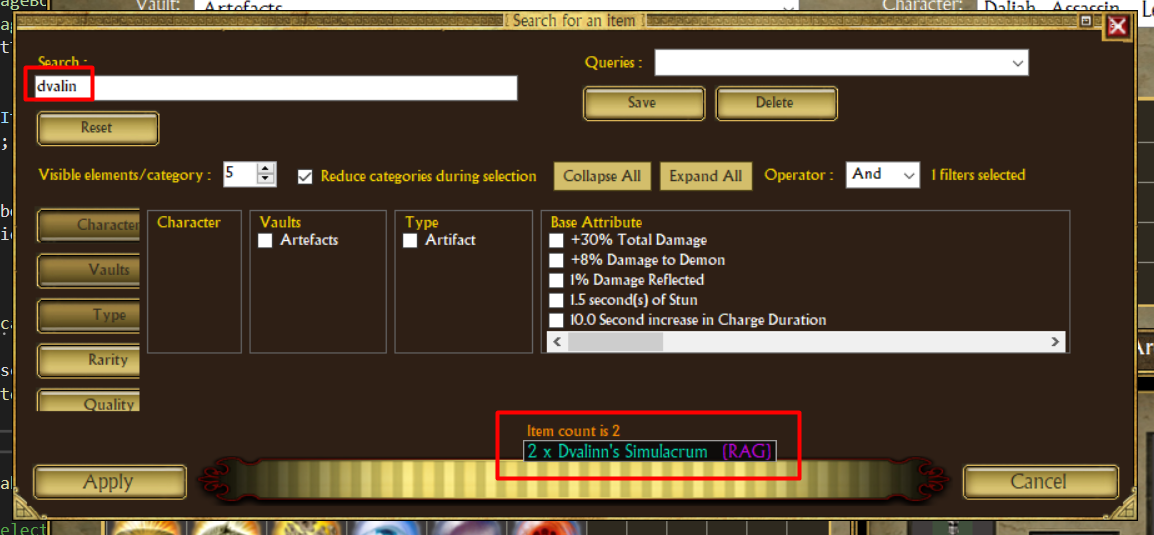 Vault: Artefacts
Character: Daliah Assassin
[ Search for an item ]
Search :
dvalin
Queries :
Save
Delete
Reset
Visible elements/category : 5
Reduce categories during selection
Collapse All
Expand All
Operator : And
1 filters selected
Character
Vaults
Type
Rarity
Quality
Character
Vaults
Artefacts
Type
Artifact
Base Attribute
+30% Total Damage
+8% Damage to Demon
1% Damage Reflected
1.5 second(s) of Stun
10.0 Second increase in Charge Duration
Item count is 2
2 x Dvalinn's Simulacrum (RAG)
Apply
Cancel